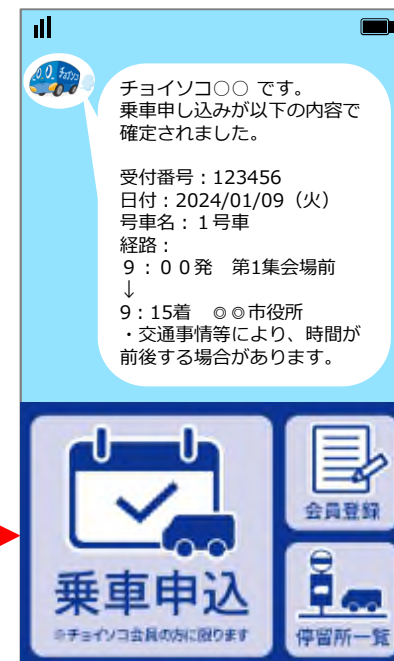 チョイソコ○○ です。
乗車申し込みが以下の内容で
確定されました。
受付番号：123456
日付：2024/01/09（火）
号車名：１号車
経路：
９：００発　第1集会場前
↓
9：15着　◎◎市役所
・交通事情等により、時間が
前後する場合があります。
乗車申込
※チョイソコ会員の方に限ります
会員登録
停留所一覧